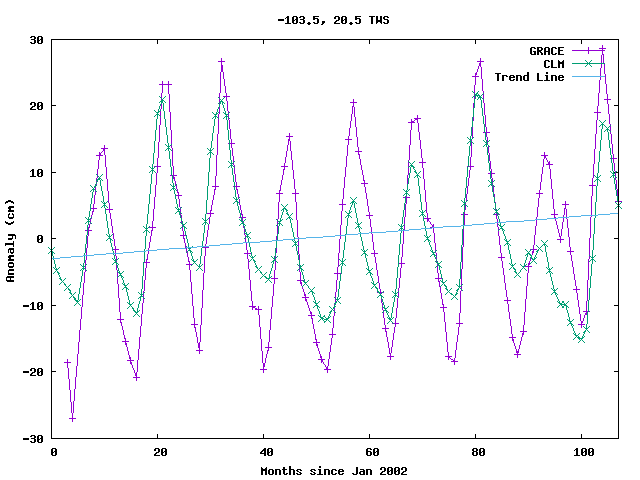 -103.5, 20.5 TWS
GRACE
CLM
Trend Line
30
20
10
0
-10
-20
-30
Anomaly (cm)
0 20 40 60 80 100
Months since Jan 2002